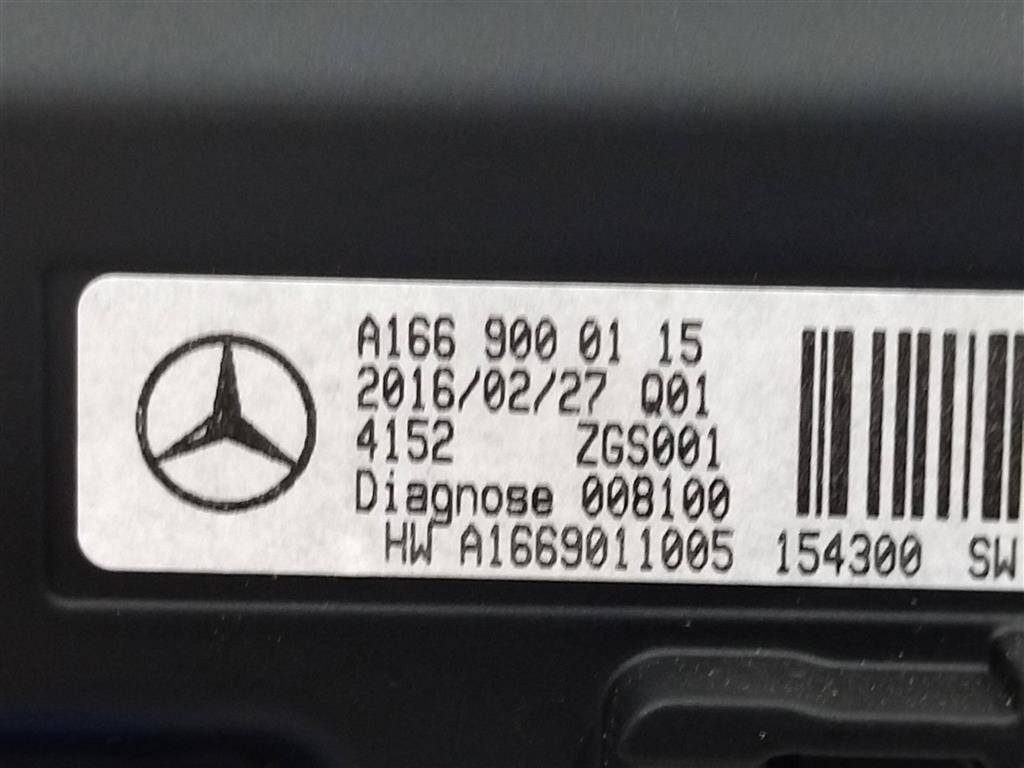 A166 900 01 15
2016/02/27 Q01
4152 ZGS001
Diagnose 008100
HW A1669011005 154300 SW